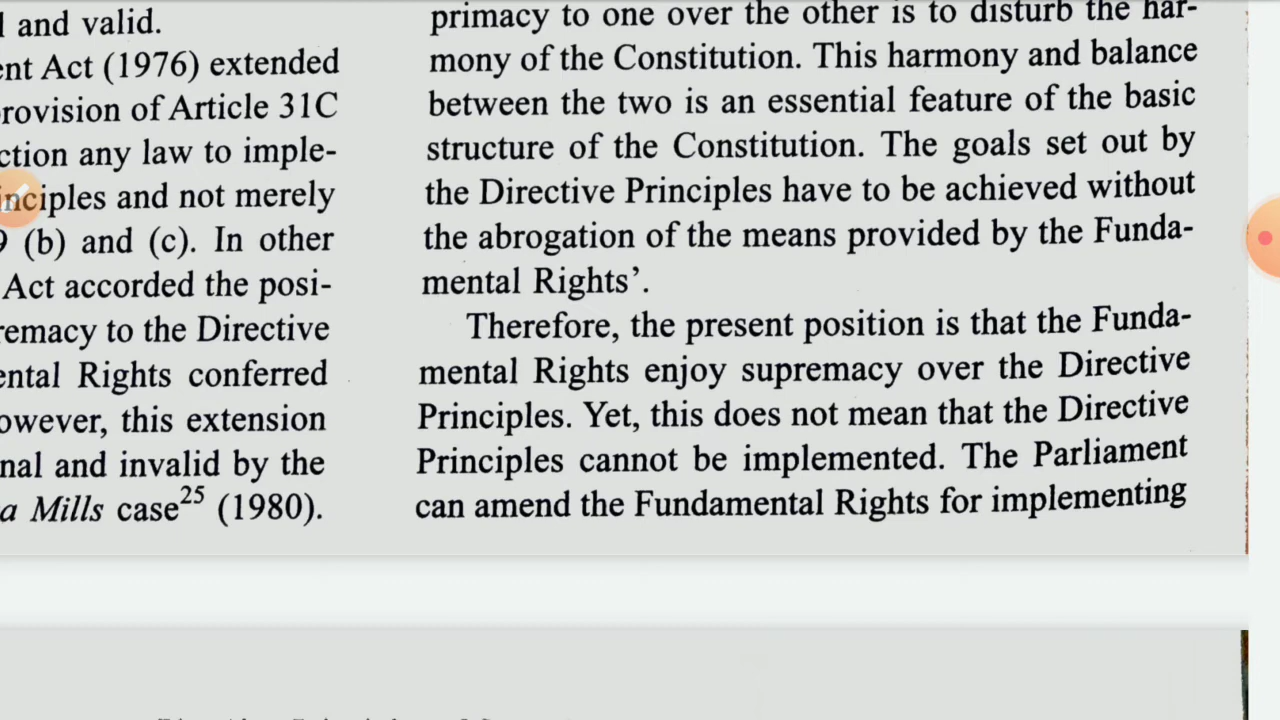 l and valid.
ent Act (1976) extended
rovision of Article 31C
ction any law to imple-
inciples and not merely
9 (b) and (c). In other
Act accorded the posi-
remacy to the Directive
ental Rights conferred
owever, this extension
nal and invalid by the
a Mills case25 (1980).
primacy to one over the other is to disturb the har-
mony of the Constitution. This harmony and balance
between the two is an essential feature of the basic
structure of the Constitution. The goals set out by
the Directive Principles have to be achieved without
the abrogation of the means provided by the Funda-
mental Rights’.
Therefore, the present position is that the Funda-
mental Rights enjoy supremacy over the Directive
Principles. Yet, this does not mean that the Directive
Principles cannot be implemented. The Parliament
can amend the Fundamental Rights for implementing